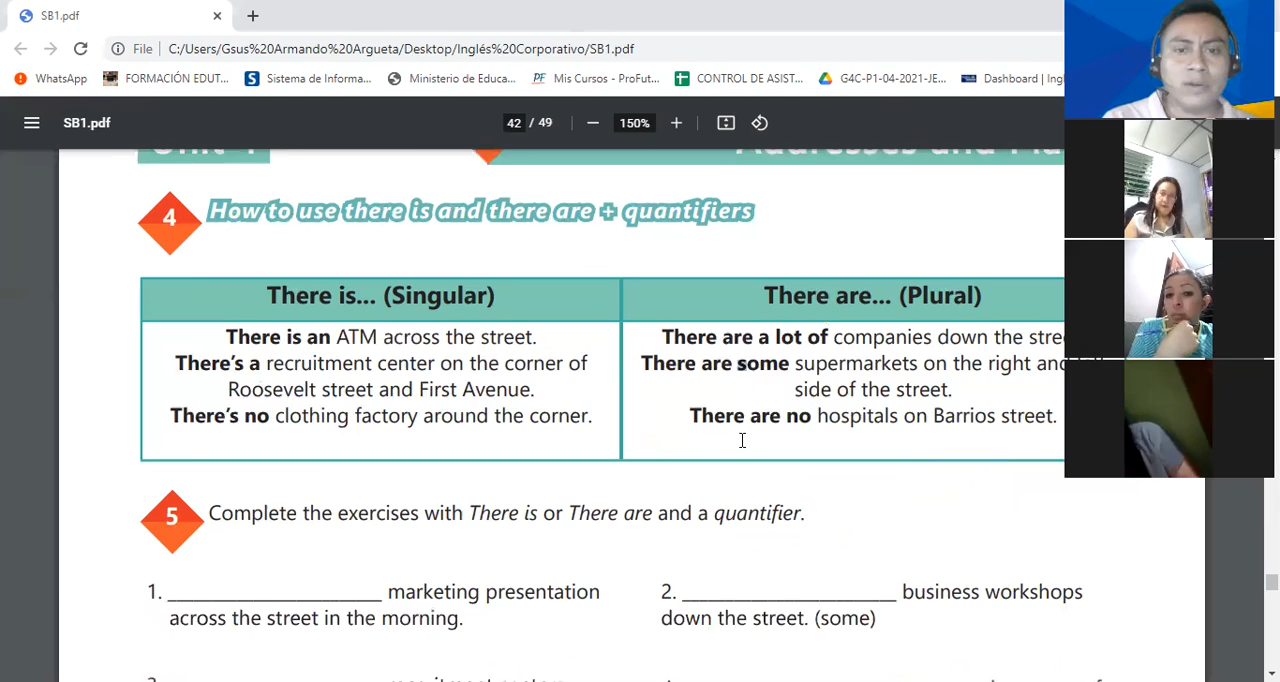 SB1.pdf
File C:/Users/Gsus%20Armando%20Argueta/Desktop/Inglés%20Corporativo/SB1.pdf
WhatsApp FORMACIÓN EDUT... Sistema de Informa... Ministerio de Educa... PF Mis Cursos - ProFut... CONTROL DE ASIST... G4C-P1-04-2021-JE... Dashboard | Ingl
SB1.pdf 42 / 49 150%
4 How to use there is and there are + quantifiers
There is... (Singular) There are... (Plural)
There is an ATM across the street. There are a lot of companies down the stre
There's a recruitment center on the corner of There are some supermarkets on the right and
Roosevelt street and First Avenue. side of the street.
There's no clothing factory around the corner. There are no hospitals on Barrios street.
5 Complete the exercises with There is or There are and a quantifier.
1. ______________________ marketing presentation 2. ______________________ business workshops
across the street in the morning. down the street. (some)